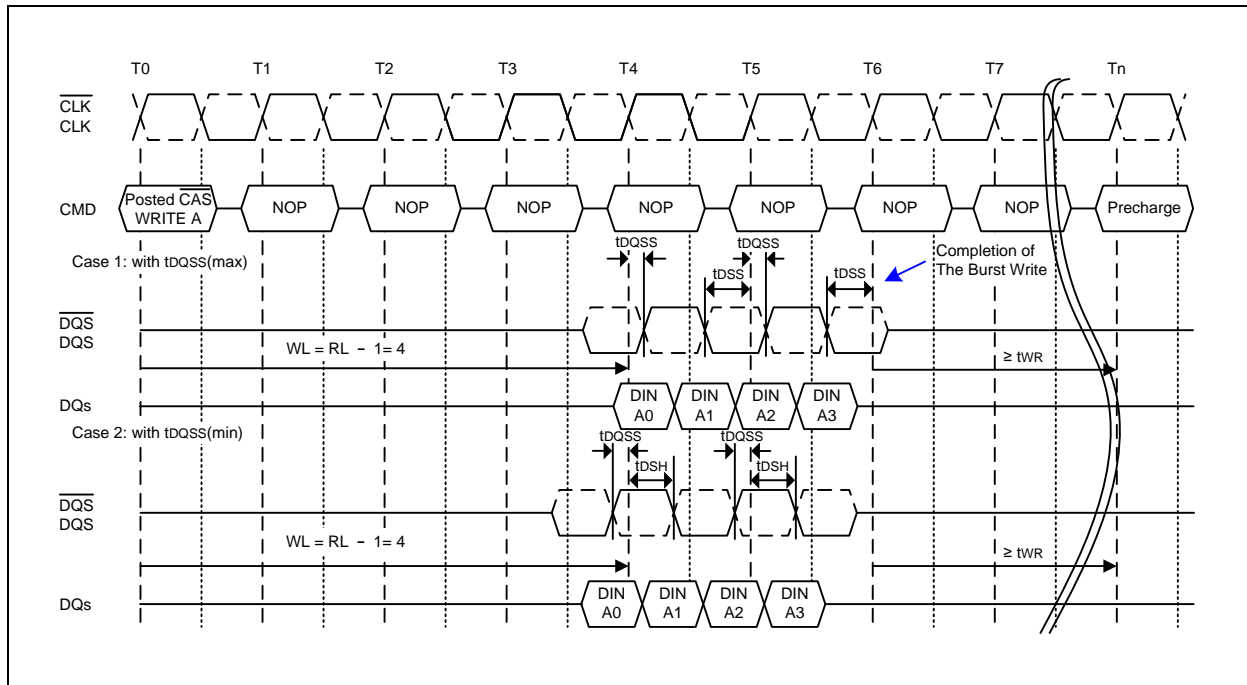 T0 T1 T2 T3 T4 T5 T6 T7 Tn
CLK
CLK
CMD
Posted CAS
WRITE A
NOP NOP NOP NOP NOP NOP NOP Precharge
Case 1: with tDQSS(max)
tDQSS tDQSS
tDSS tDSS
Completion of
The Burst Write
DQS
DQS
WL = RL - 1= 4
≥ tWR
DQs
DIN
A0
DIN
A1
DIN
A2
DIN
A3
Case 2: with tDQSS(min)
tDQSS tDQSS
tDSH tDSH
DQS
DQS
WL = RL - 1= 4
≥ tWR
DQs
DIN
A0
DIN
A1
DIN
A2
DIN
A3